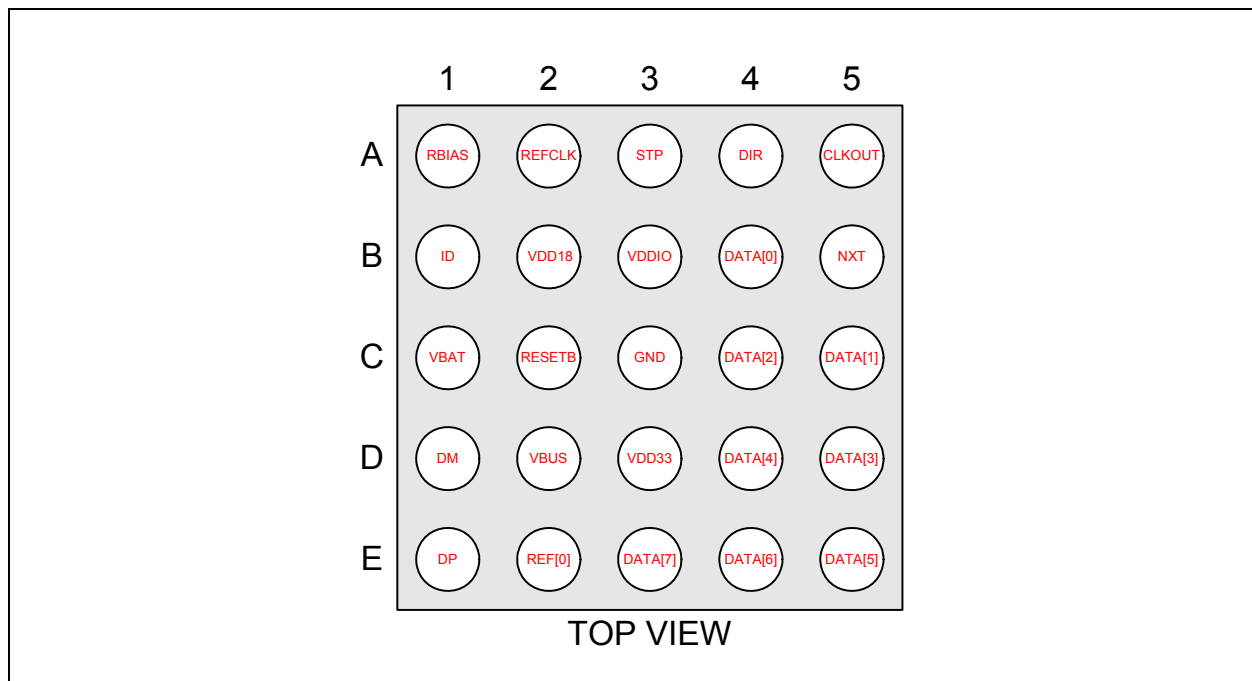 1 2 3 4 5
A RBIAS REFCLK STP DIR CLKOUT
B ID VDD18 VDDIO DATA[0] NXT
C VBAT RESETB GND DATA[2] DATA[1]
D DM VBUS VDD33 DATA[4] DATA[3]
E DP REF[0] DATA[7] DATA[6] DATA[5]
TOP VIEW